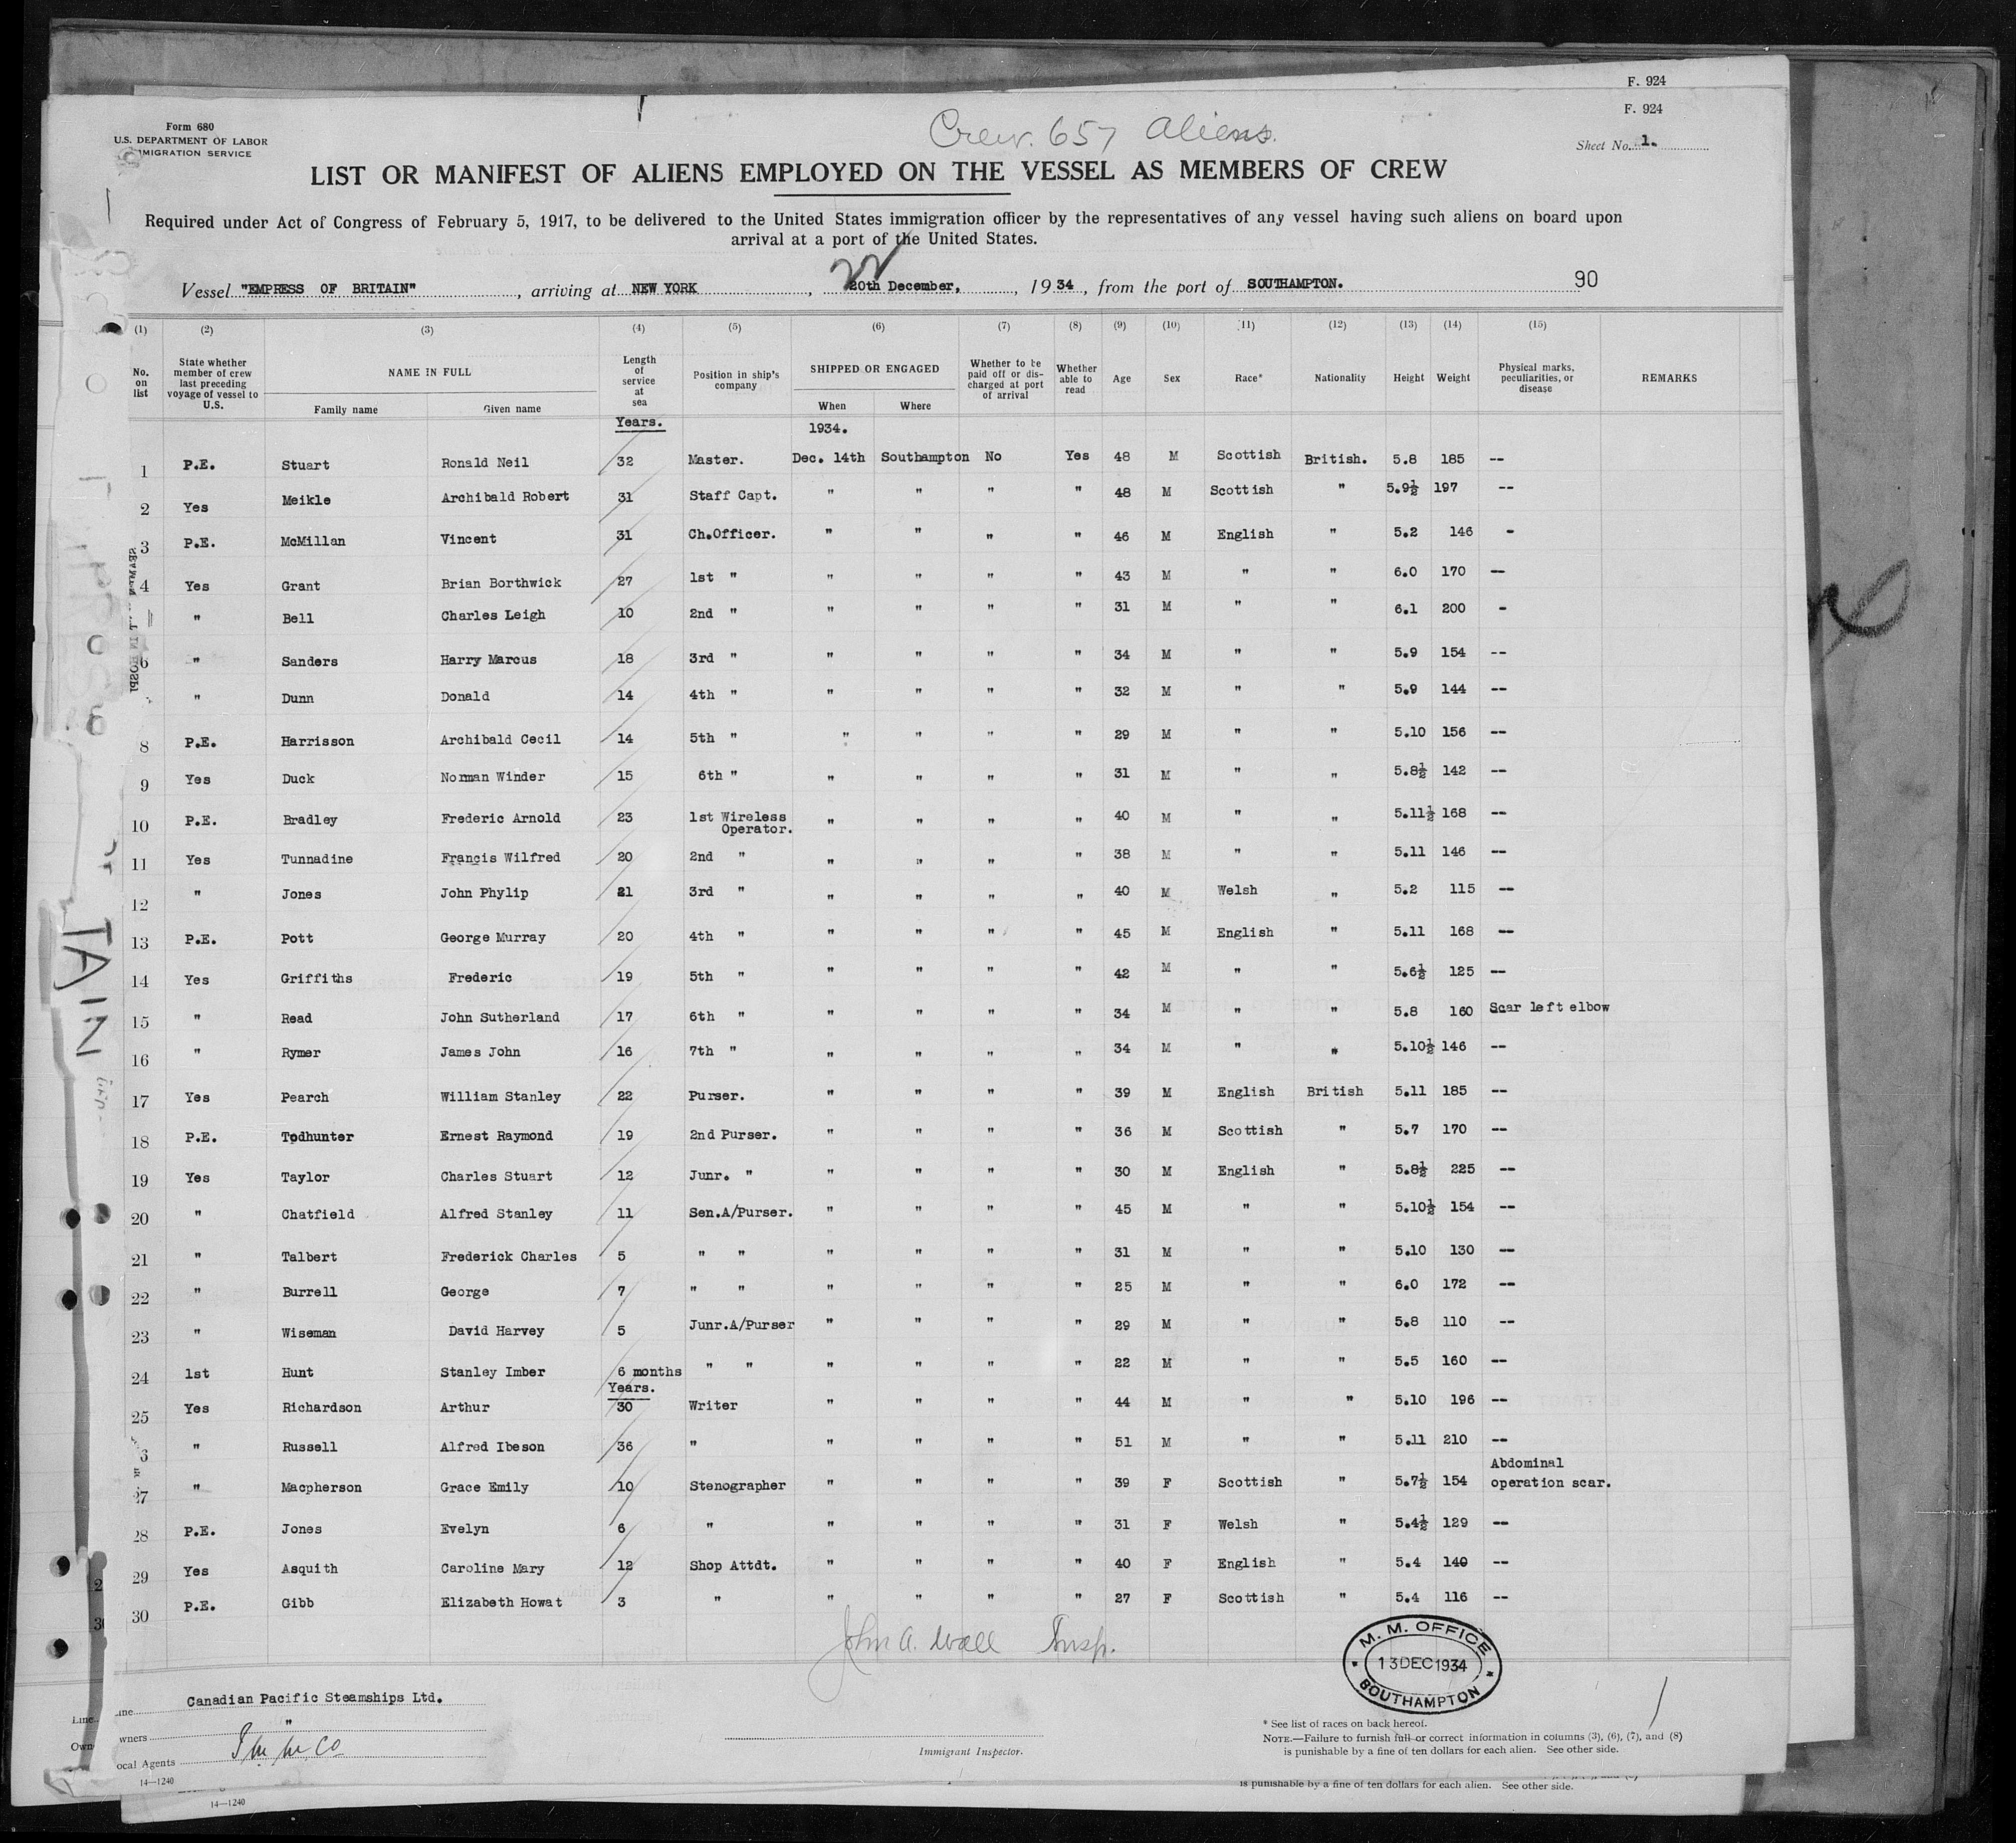 F. 924
F. 924
Form 680
U.S. DEPARTMENT OF LABOR
MIGRATION SERVICE
Crew. 657 Aliens.
Sheet No. 1.
LIST OR MANIFEST OF ALIENS EMPLOYED ON THE VESSEL AS MEMBERS OF CREW
Required under Act of Congress of February 5, 1917, to be delivered to the United States immigration officer by the representatives of any vessel having such aliens on board upon
arrival at a port of the United States.
22
Vessel "EMPRESS OF BRITAIN", arriving at NEW YORK, 20th December, 1934, from the port of SOUTHAMPTON. 90
(1) (2) (3) (4) (5) (6) (7) (8) (9) (10) (11) (12) (13) (14) (15)
No. on list | State whether member of crew last preceding voyage of vessel to U.S. | NAME IN FULL | Family name | Given name | Length of service at sea | Position in ship's company | SHIPPED OR ENGAGED | When | Where | Whether to be paid off or discharged at port of arrival | Whether able to read | Age | Sex | Race* | Nationality | Height | Weight | Physical marks, peculiarities, or disease | REMARKS
Years. 1934.
1 P.E. Stuart Ronald Neil 32 Master. Dec. 14th Southampton No Yes 48 M Scottish British. 5.8 185 --
2 Yes Meikle Archibald Robert 31 Staff Capt. " " " " 48 M Scottish " 5.9½ 197 --
3 P.E. McMillan Vincent 31 Ch.Officer. " " " " 46 M English " 5.2 146 -
4 Yes Grant Brian Borthwick 27 1st " " " " " 43 M " " 6.0 170 --
" Bell Charles Leigh 10 2nd " " " " " 31 M " " 6.1 200 -
6 " Sanders Harry Marcus 18 3rd " " " " " 34 M " " 5.9 154 --
" Dunn Donald 14 4th " " " " " 32 M " " 5.9 144 --
8 P.E. Harrisson Archibald Cecil 14 5th " " " " " 29 M " " 5.10 156 --
9 Yes Duck Norman Winder 15 6th " " " " " 31 M " " 5.8½ 142 --
10 P.E. Bradley Frederic Arnold 23 1st Wireless Operator. " " " " 40 M " " 5.11½ 168 --
11 Yes Tunnadine Francis Wilfred 20 2nd " " " " " 38 M " " 5.11 146 --
12 " Jones John Phylip 21 3rd " " " " " 40 M Welsh " 5.2 115 --
13 P.E. Pott George Murray 20 4th " " " " " 45 M English " 5.11 168 --
14 Yes Griffiths Frederic 19 5th " " " " " 42 M " " 5.6½ 125 --
15 " Read John Sutherland 17 6th " " " " " 34 M " " 5.8 160 Scar left elbow
16 " Rymer James John 16 7th " " " " " 34 M " " 5.10½ 146 --
17 Yes Pearch William Stanley 22 Purser. " " " " 39 M English British 5.11 185 --
18 P.E. Todhunter Ernest Raymond 19 2nd Purser. " " " " 36 M Scottish " 5.7 170 --
19 Yes Taylor Charles Stuart 12 Junr. " " " " " 30 M English " 5.8½ 225 --
20 " Chatfield Alfred Stanley 11 Sen.A/Purser. " " " " 45 M " " 5.10½ 154 --
21 " Talbert Frederick Charles 5 " " " " " " 31 M " " 5.10 130 --
22 " Burrell George 7 " " " " " " 25 M " " 6.0 172 --
23 " Wiseman David Harvey 5 Junr.A/Purser " " " " 29 M " " 5.8 110 --
24 1st Hunt Stanley Imber 6 months " " " " " " 22 M " " 5.5 160 --
Years.
25 Yes Richardson Arthur 30 Writer " " " " 44 M " " 5.10 196 --
" Russell Alfred Ibeson 36 " " " " " 51 M " " 5.11 210 --
27 " Macpherson Grace Emily 10 Stenographer " " " " 39 F Scottish " 5.7½ 154 Abdominal operation scar.
28 P.E. Jones Evelyn 6 " " " " " 31 F Welsh " 5.4½ 129 --
29 Yes Asquith Caroline Mary 12 Shop Attdt. " " " " 40 F English " 5.4 140 --
30 P.E. Gibb Elizabeth Howat 3 " " " " " 27 F Scottish " 5.4 116 --
John A. Wall Insp.
M. M. OFFICE
13 DEC 1934
SOUTHAMPTON
Line Canadian Pacific Steamships Ltd.
wners "
ocal Agents
Immigrant Inspector.
* See list of races on back hereof.
NOTE.—Failure to furnish full or correct information in columns (3), (6), (7), and (8)
is punishable by a fine of ten dollars for each alien. See other side.
14—1240
is punishable by a fine of ten dollars for each alien. See other side.
14—1240
TAIN